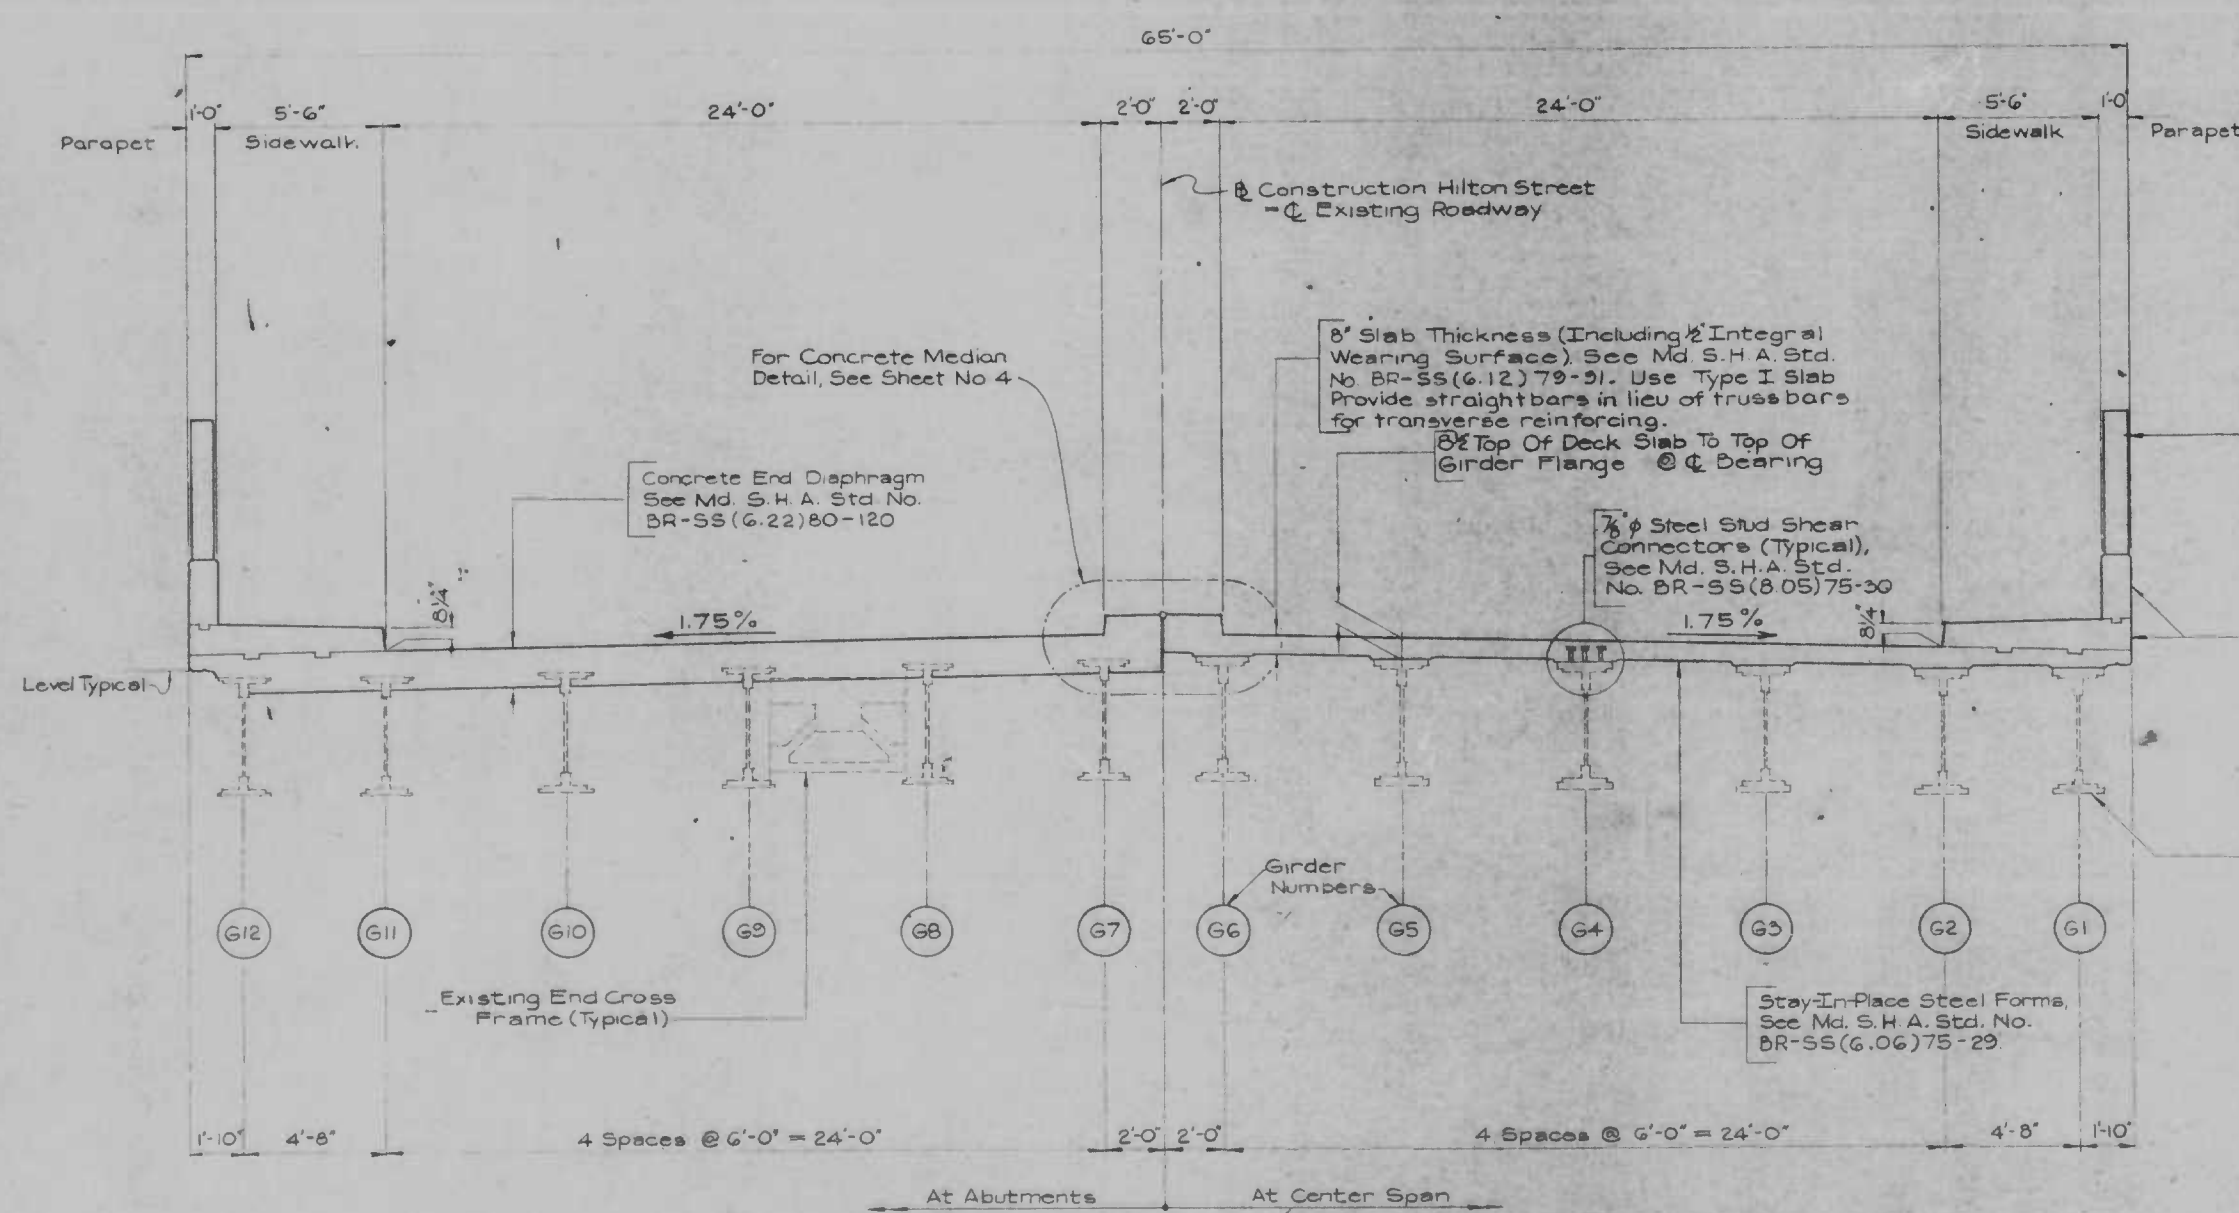 65'-0"
1'-0" 5'-6" 24'-0" 2'-0" 2'-0" 24'-0" 5'-6" 1'-0
Parapet Sidewalk Sidewalk Parapet
℄ Construction Hilton Street
-℄ Existing Roadway
For Concrete Median
Detail, See Sheet No 4
8" Slab Thickness (Including ½" Integral
Wearing Surface). See Md. S.H.A. Std.
No. BR-SS(6.12)79-91. Use Type I Slab
Provide straight bars in lieu of truss bars
for transverse reinforcing.
8½" Top Of Deck Slab To Top Of
Girder Flange @ ℄ Bearing
Concrete End Diaphragm
See Md. S.H.A. Std. No.
BR-SS(6.22)80-120
⅞"φ Steel Stud Shear
Connectors (Typical),
See Md. S.H.A. Std.
No. BR-SS(8.05)75-30
8¼" 1.75% 1.75% 8¼"
Level Typical
Girder
Numbers
G12 G11 G10 G9 G8 G7 G6 G5 G4 G3 G2 G1
Existing End Cross
Frame (Typical)
Stay-In-Place Steel Forms,
See Md. S.H.A. Std. No.
BR-SS(6.06)75-29
1'-10" 4'-8" 4 Spaces @ 6'-0" = 24'-0" 2'-0" 2'-0" 4 Spaces @ 6'-0" = 24'-0" 4'-8" 1'-10"
At Abutments At Center Span